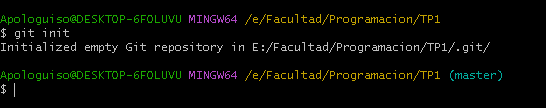 Apologuiso@DESKTOP-6FOLUVU MINGW64 /e/Facultad/Programacion/TP1
$ git init
Initialized empty Git repository in E:/Facultad/Programacion/TP1/.git/
Apologuiso@DESKTOP-6FOLUVU MINGW64 /e/Facultad/Programacion/TP1 (master)
$